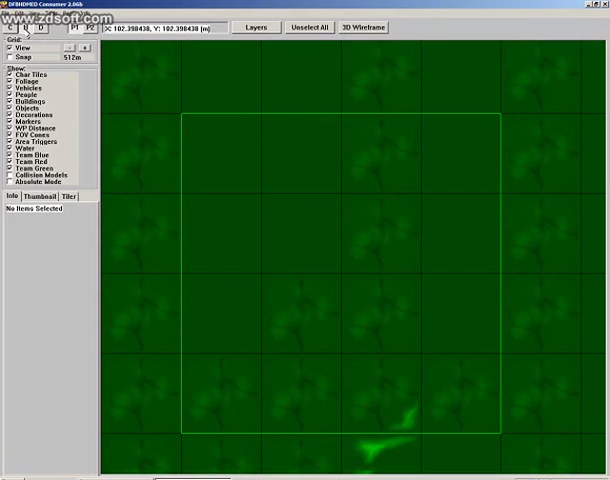 DFBHDMED Consumer 2.06b
www.zdsoft.com
C
D
P1 P2
X: 102.398438, Y: 102.398438 (m)
Layers
Unselect All
3D Wireframe
Grid:
View
- +
Snap 512m
Show:
Char Tiles
Foliage
Vehicles
People
Buildings
Objects
Decorations
Markers
WP Distance
FOV Cones
Area Triggers
Water
Team Blue
Team Red
Team Green
Collision Models
Absolute Mode
Info Thumbnail Tiler
No Items Selected